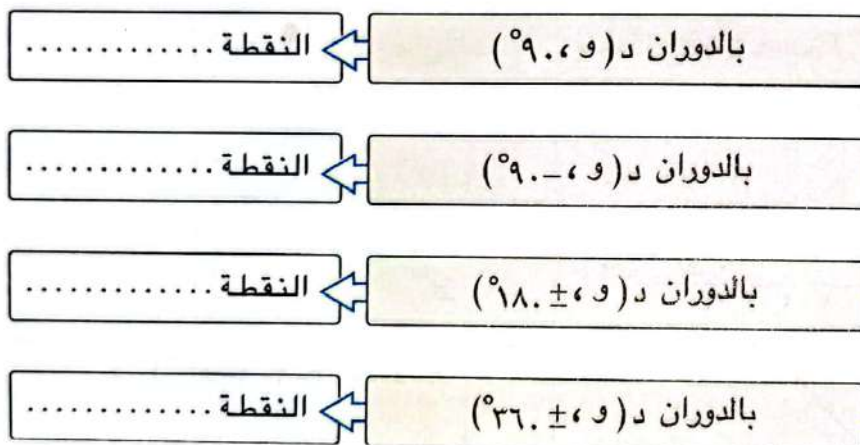 بالدوران د ( و ، ٩٠° ) النقطة .............
بالدوران د ( و ، −٩٠° ) النقطة .............
بالدوران د ( و ، ± ١٨٠° ) النقطة .............
بالدوران د ( و ، ± ٣٦٠° ) النقطة .............